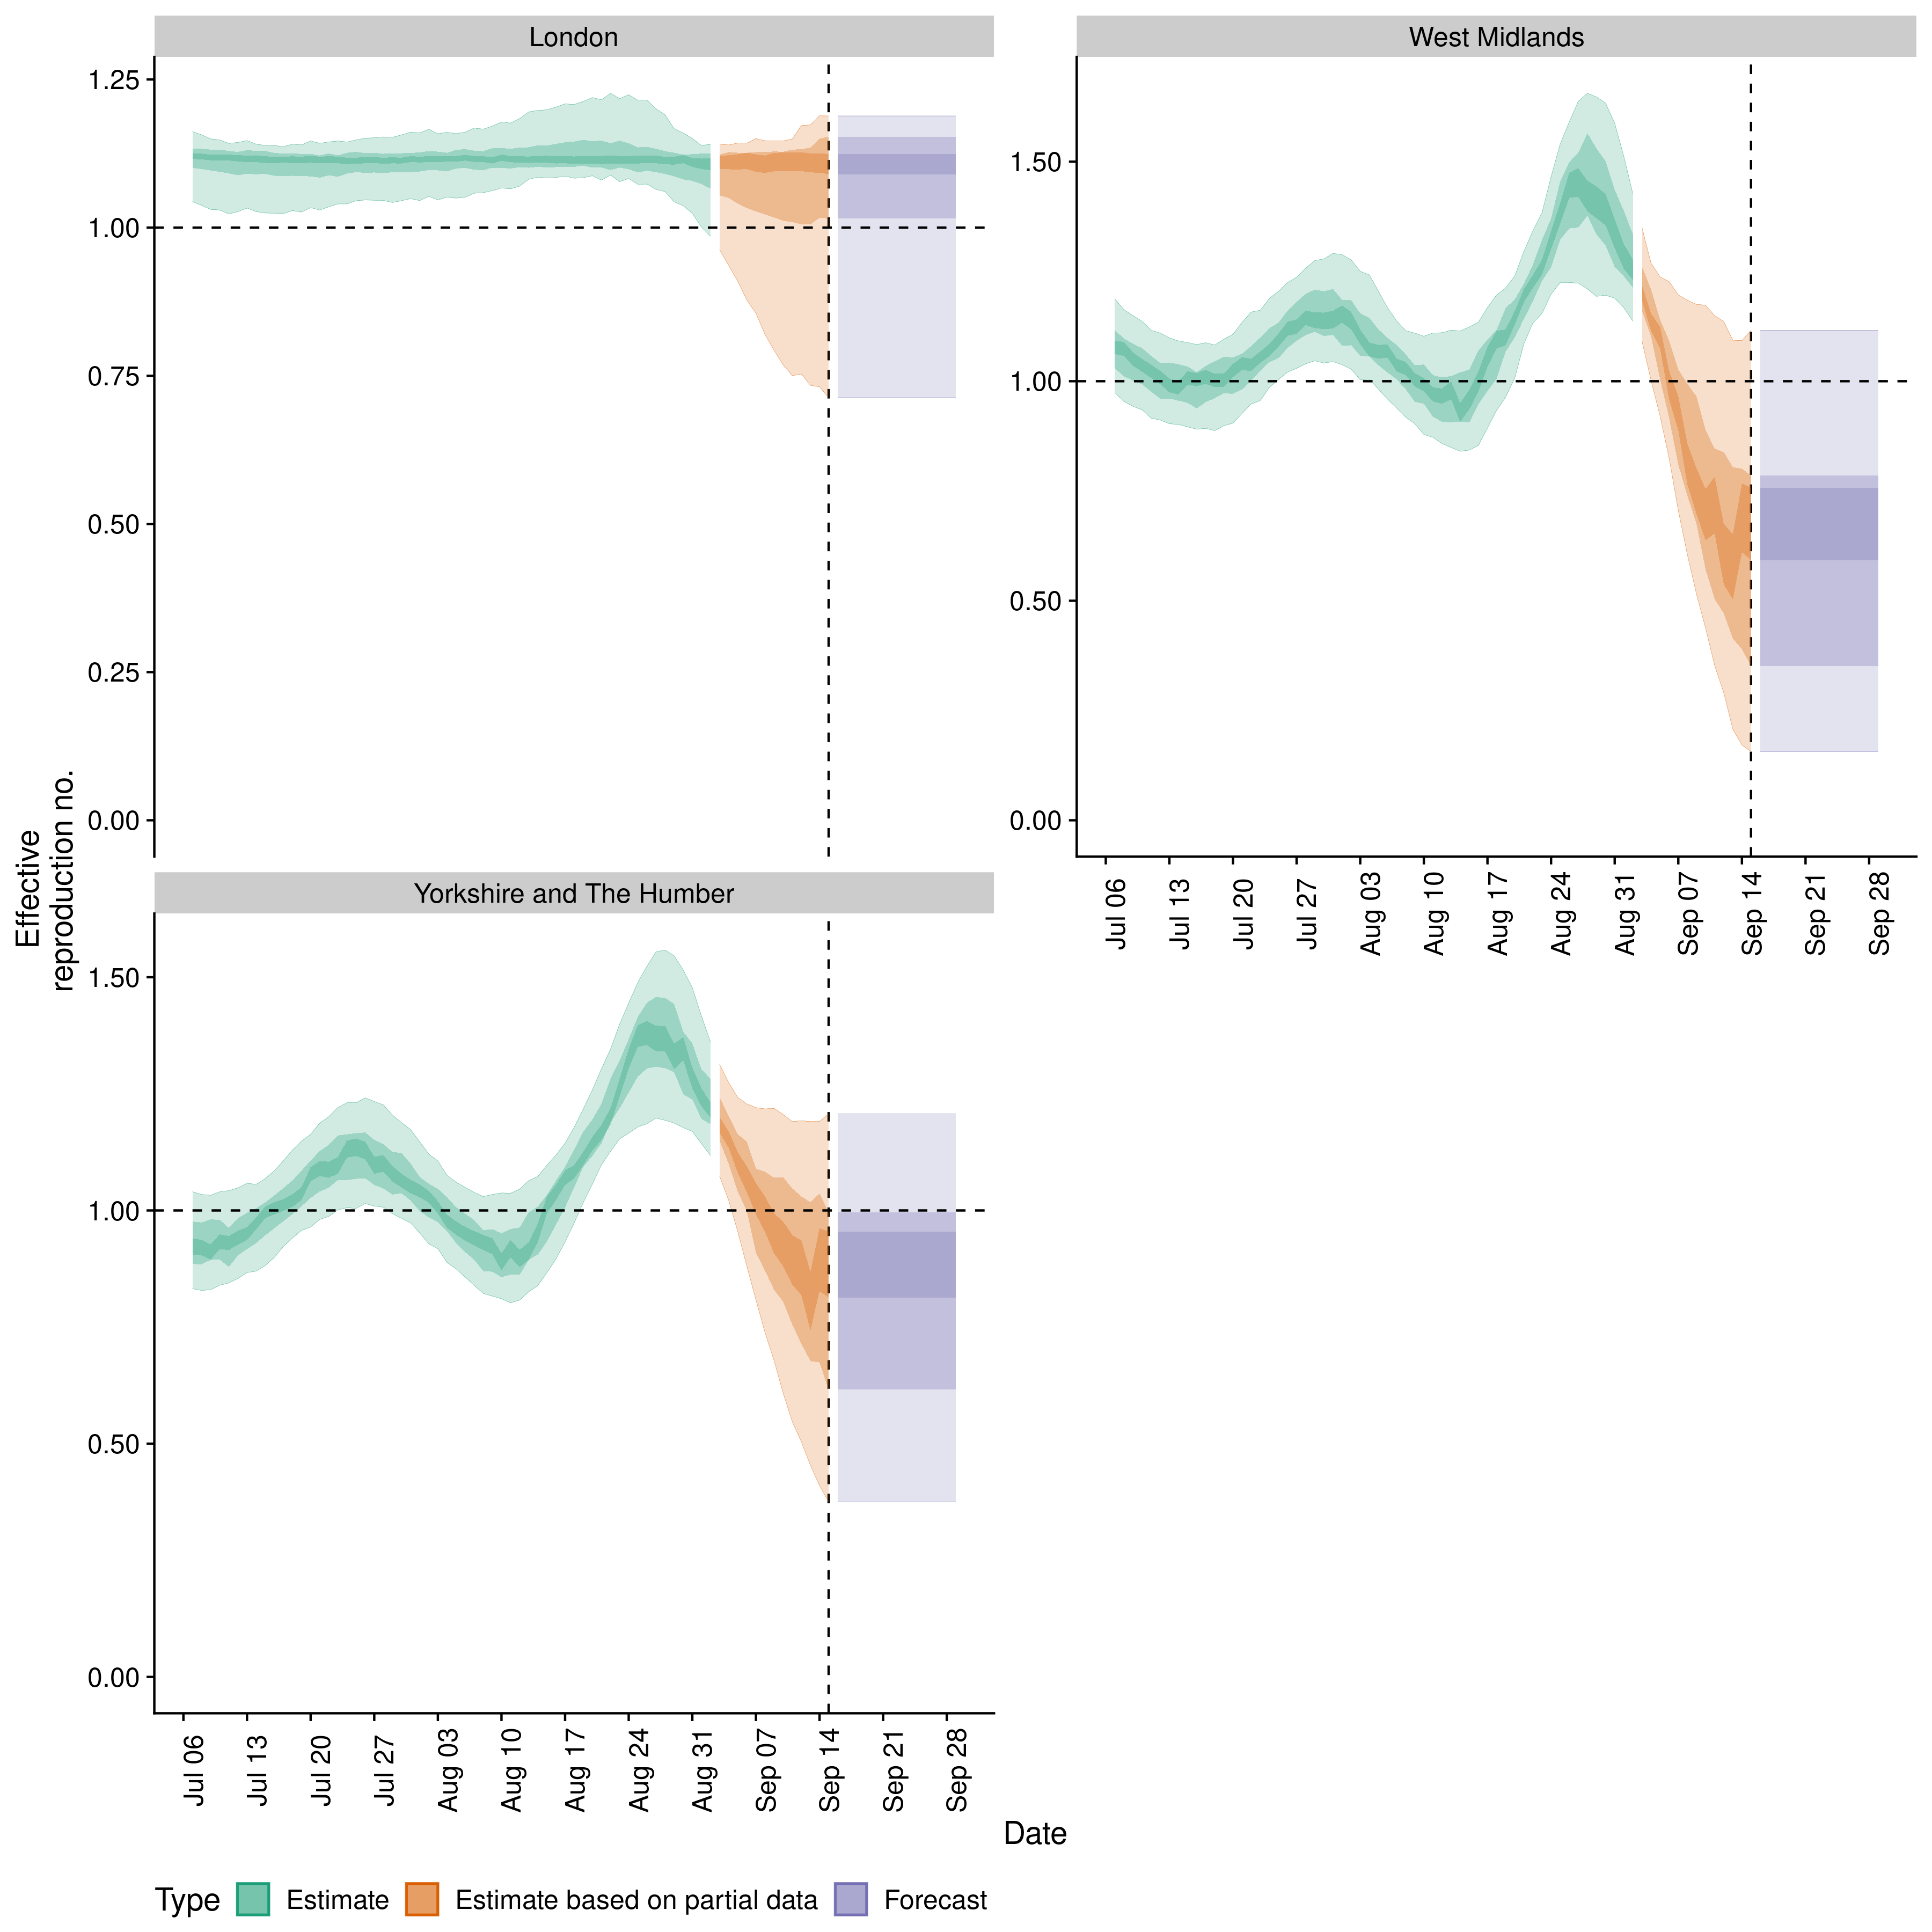 London
1.25
1.00
0.75
0.50
0.25
0.00
West Midlands
1.50
1.00
0.50
0.00
Jul 06
Jul 13
Jul 20
Jul 27
Aug 03
Aug 10
Aug 17
Aug 24
Aug 31
Sep 07
Sep 14
Sep 21
Sep 28
Effective
reproduction no.
Yorkshire and The Humber
1.50
1.00
0.50
0.00
Jul 06
Jul 13
Jul 20
Jul 27
Aug 03
Aug 10
Aug 17
Aug 24
Aug 31
Sep 07
Sep 14
Sep 21
Sep 28
Date
Type Estimate Estimate based on partial data Forecast